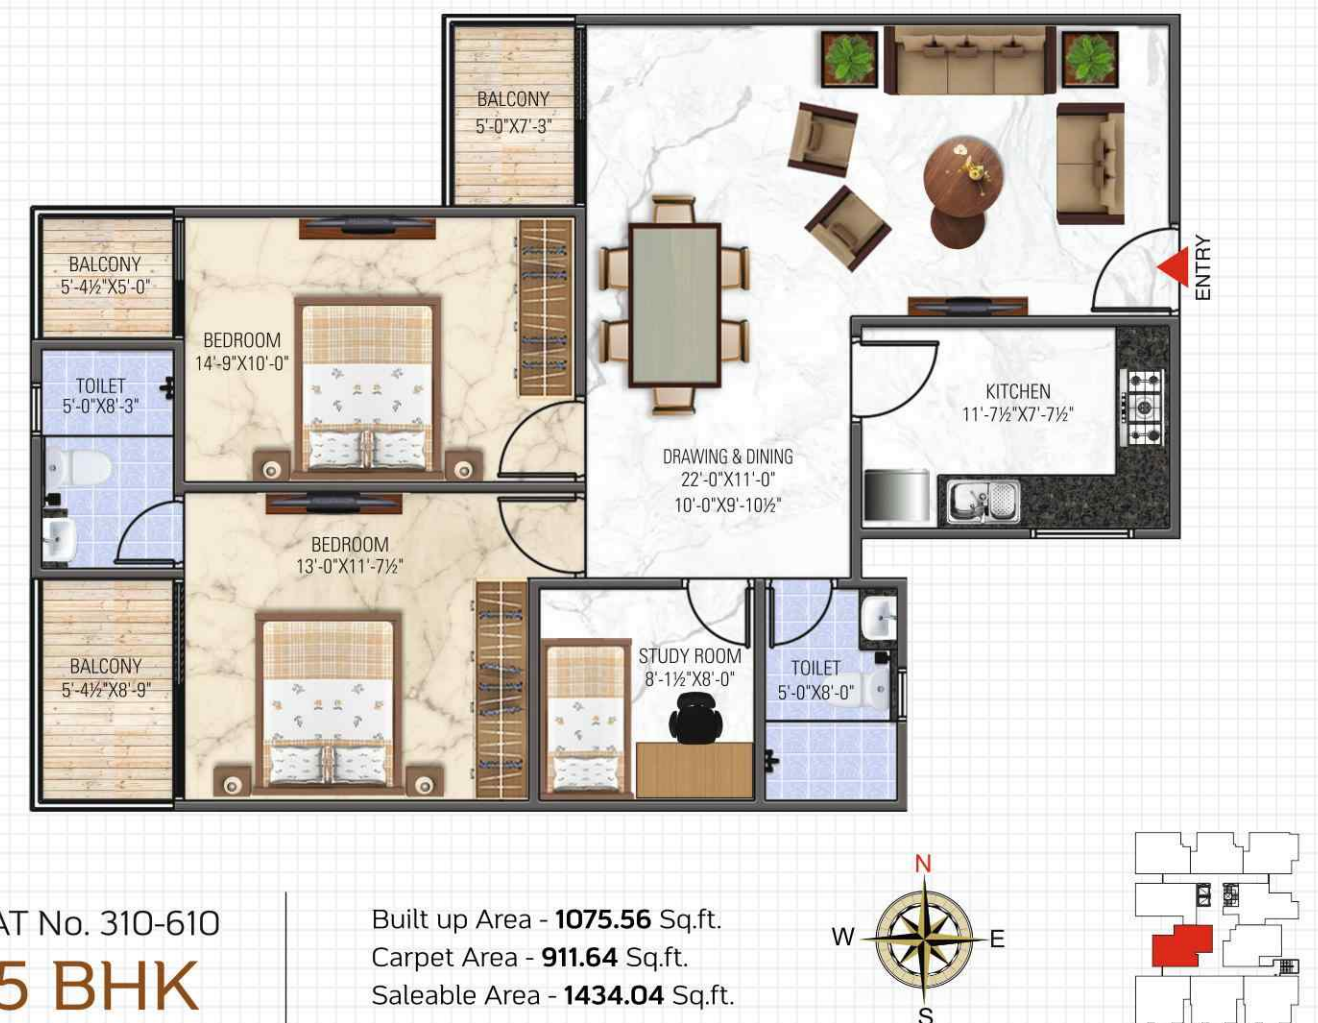 BALCONY
5'-0"X7'-3"
BALCONY
5'-4½"X5'-0"
BEDROOM
14'-9"X10'-0"
TOILET
5'-0"X8'-3"
ENTRY
KITCHEN
11'-7½"X7'-7½"
DRAWING & DINING
22'-0"X11'-0"
10'-0"X9'-10½"
BEDROOM
13'-0"X11'-7½"
BALCONY
5'-4½"X8'-9"
STUDY ROOM
8'-1½"X8'-0"
TOILET
5'-0"X8'-0"
AT No. 310-610
5 BHK
Built up Area - 1075.56 Sq.ft.
Carpet Area - 911.64 Sq.ft.
Saleable Area - 1434.04 Sq.ft.
N
W
E
S